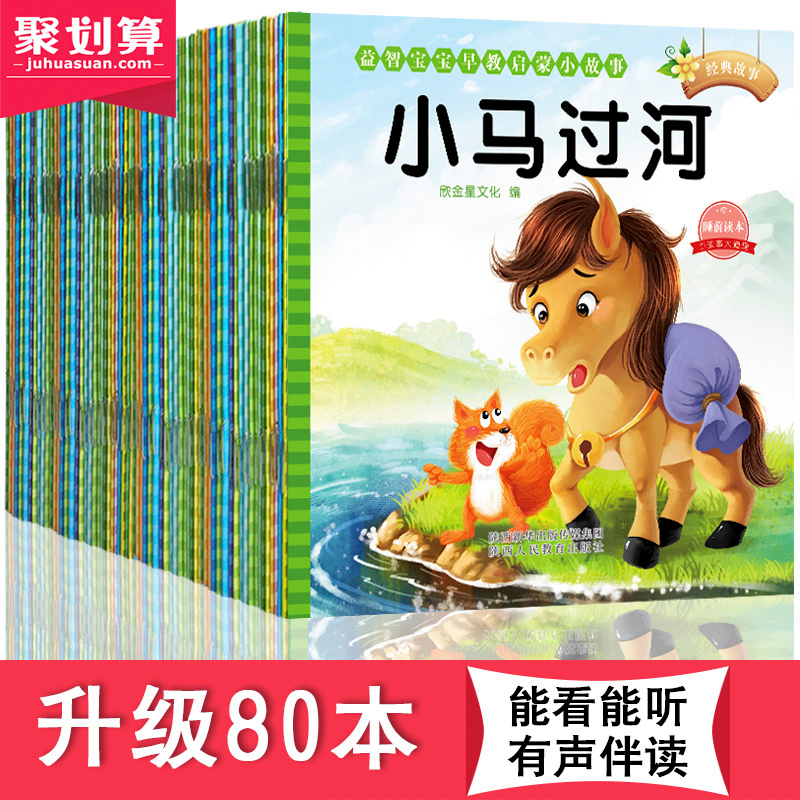 聚划算
juhuasuan.com
益智宝宝早教启蒙小故事
经典故事
小马过河
欣金星文化 编
睡前读本
陕西新华出版传媒集团
陕西人民教育出版社
升级80本
能看能听
有声伴读